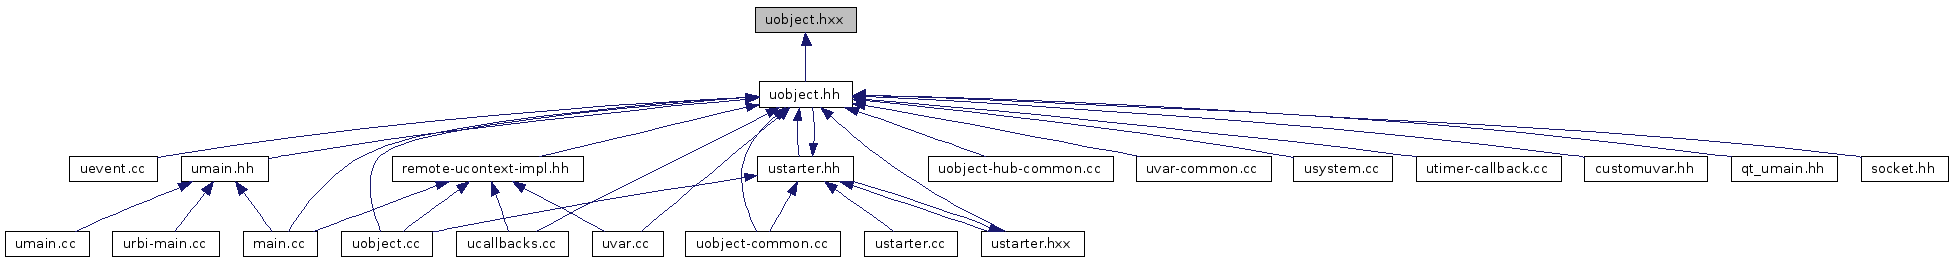 uobject.hxx
uobject.hh
uevent.cc
umain.hh
remote-ucontext-impl.hh
ustarter.hh
uobject-hub-common.cc
uvar-common.cc
usystem.cc
utimer-callback.cc
customuvar.hh
qt_umain.hh
socket.hh
umain.cc
urbi-main.cc
main.cc
uobject.cc
ucallbacks.cc
uvar.cc
uobject-common.cc
ustarter.cc
ustarter.hxx